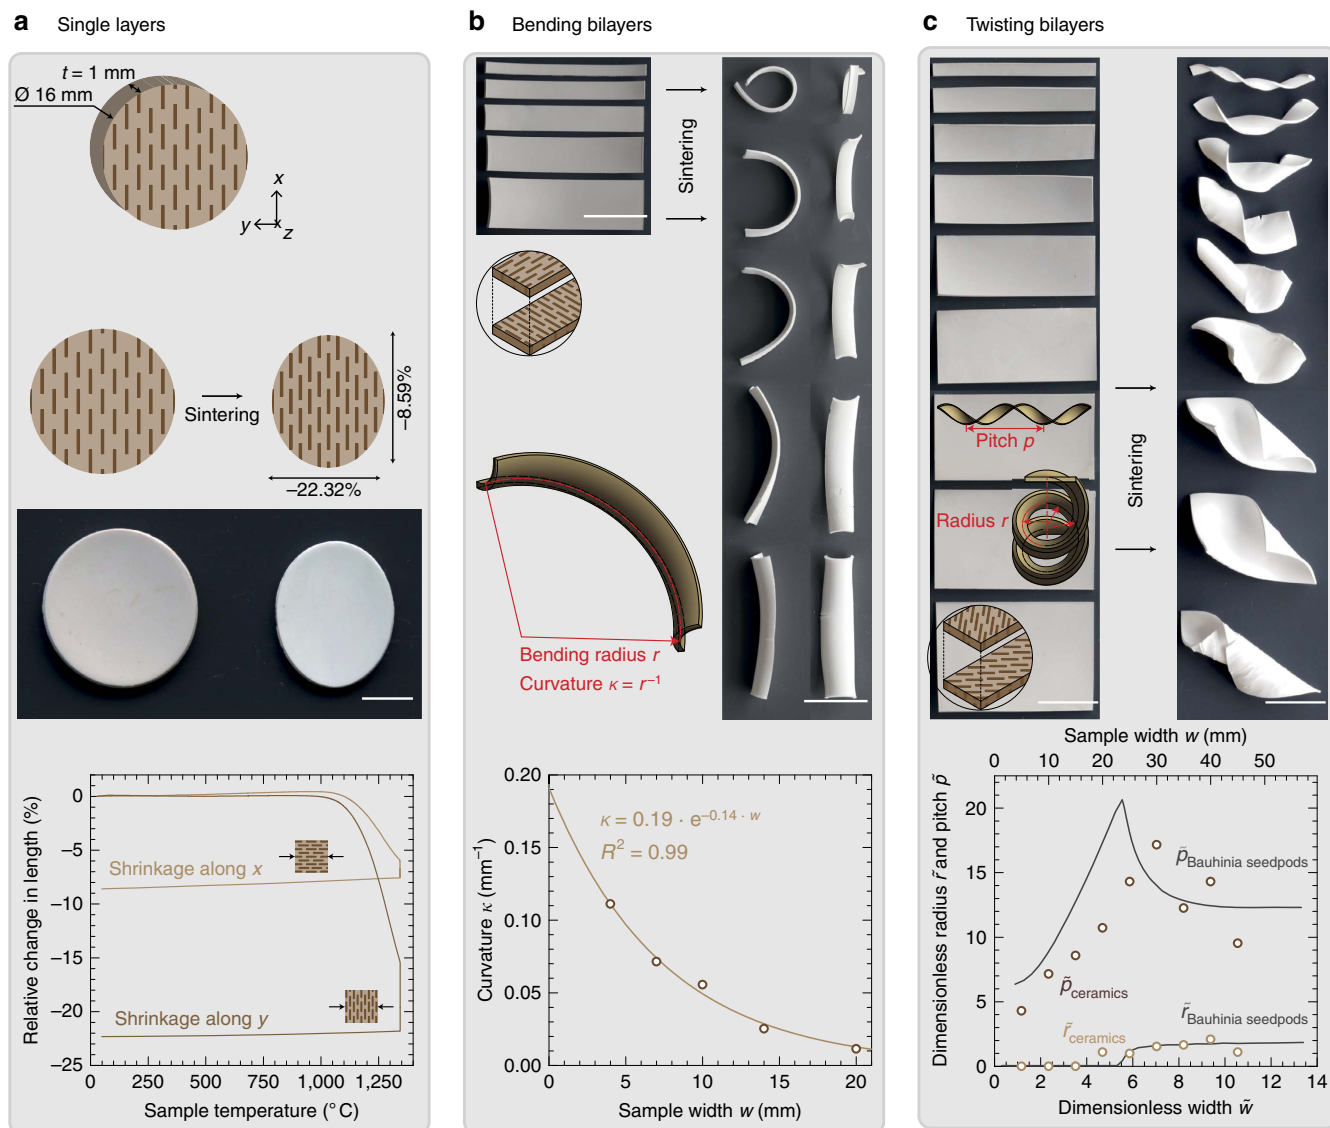 a Single layers
t = 1 mm
Ø 16 mm
x
y
z
Sintering
–8.59%
–22.32%
Relative change in length (%)
0
–5
–10
–15
–20
–25
Shrinkage along x
Shrinkage along y
0 250 500 750 1,000 1,250
Sample temperature (°C)
b Bending bilayers
Sintering
Bending radius r
Curvature κ = r⁻¹
Curvature κ (mm⁻¹)
0.20
0.15
0.10
0.05
0.00
κ = 0.19 · e^–0.14 · w
R² = 0.99
0 5 10 15 20
Sample width w (mm)
c Twisting bilayers
Pitch p
Radius r
Sintering
Sample width w (mm)
0 10 20 30 40 50
Dimensionless radius r̃ and pitch p̃
20
15
10
5
0
p̃Bauhinia seedpods
p̃ceramics
r̃Bauhinia seedpods
r̃ceramics
0 2 4 6 8 10 12 14
Dimensionless width w̃